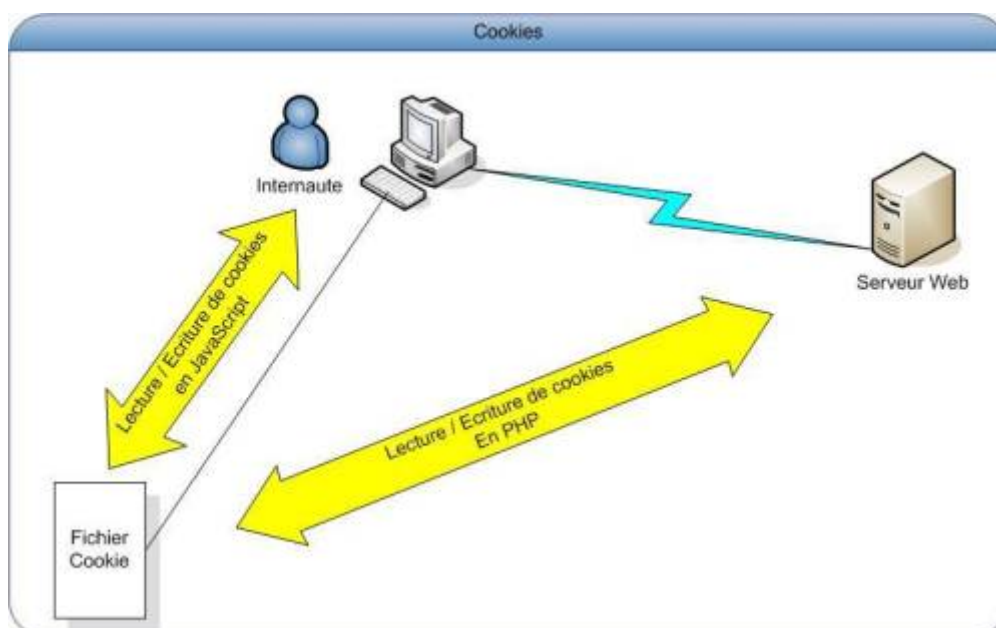 Cookies
Internaute
Serveur Web
Lecture / Ecriture de cookies
en JavaScript
Lecture / Ecriture de cookies
En PHP
Fichier
Cookie